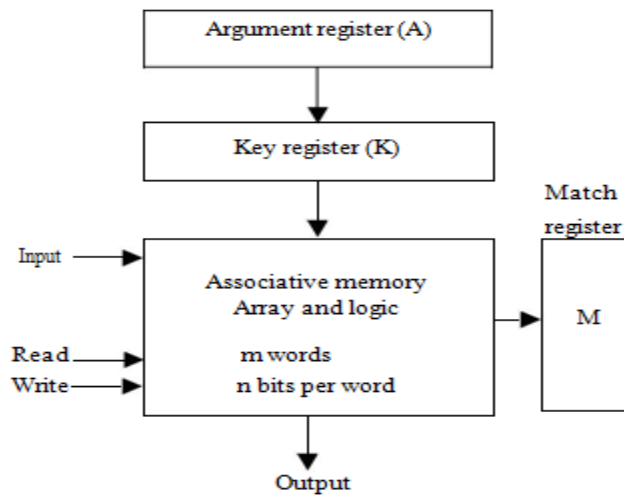 Argument register (A)
Key register (K)
Match
register
Input
Associative memory
Array and logic
M
Read
m words
Write
n bits per word
Output